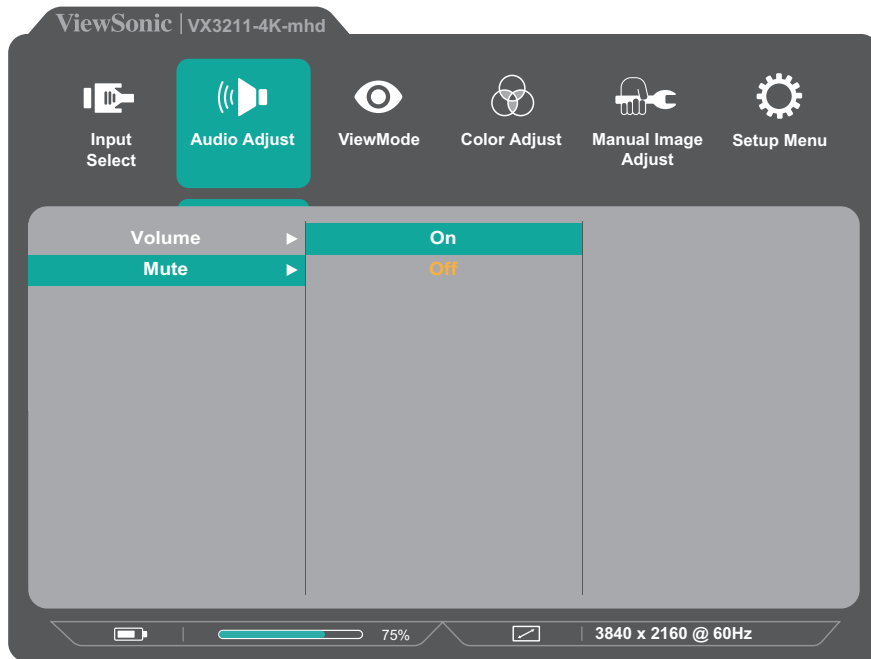 ViewSonic | VX3211-4K-mhd
Input Select
Audio Adjust
ViewMode
Color Adjust
Manual Image Adjust
Setup Menu
Volume
On
Mute
Off
75%
3840 x 2160 @ 60Hz